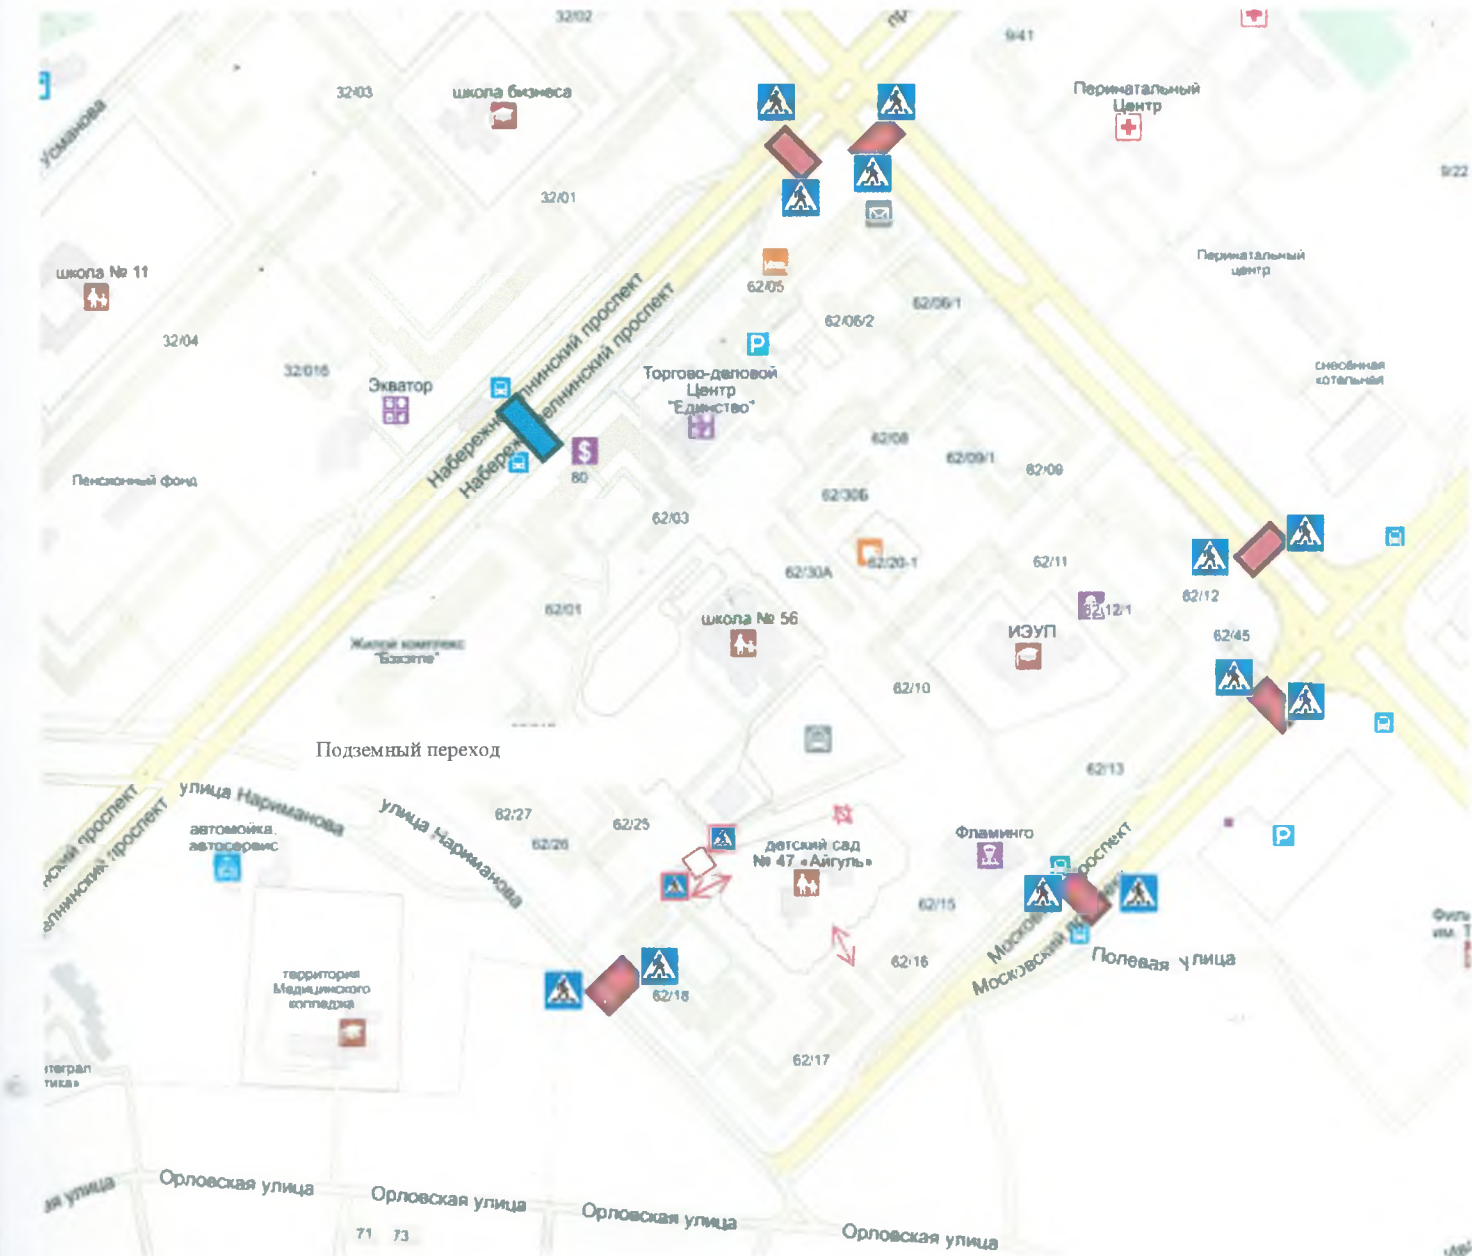 32/02
9/41
32/03
школа бизнеса
Перинатальный
Центр
Усманова
9/22
32/01
школа № 11
Перинатальный
центр
62/05
62/06/1
62/06/2
32/04
P
32/01б
Экватор
Торгово-деловой
Центр
"Единство"
Набережночелнинский проспект
Набережночелнинский проспект
62/08
62/09/1
62/09
$
80
Пенсионный фонд
62/30Б
62/03
62/20-1
62/11
62/30А
62/12
62/12/1
62/01
школа № 56
ИЭУП
62/45
Жилой комплекс
62/10
Подземный переход
62/13
улица Нариманова
улица Нариманова
62/27
62/25
62/26
автомойка,
автосервис
детский сад
№ 47 «Айгуль»
Фламинго
P
проспект
62/15
Московский
62/16
Полевая улица
территория
Медицинского
колледжа
62/18
62/17
Орловская улица
Орловская улица
Орловская улица
Орловская улица
71
73